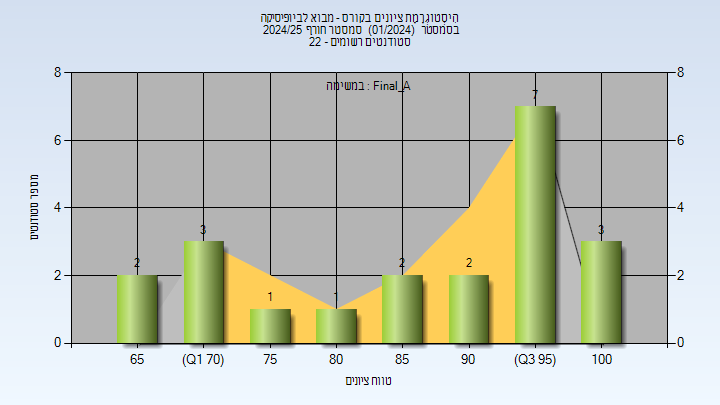 היסטוגרמת ציונים בקורס - מבוא לביופיסיקה
בסמסטר (01/2024) סמסטר חורף 2024/25
סטודנטים רשומים - 22
במשימה : Final_A
מספר סטודנטים
8 8
6 6
4 4
2 2
0 0
2 3 1 1 2 2 7 3
65 (Q1 70) 75 80 85 90 (Q3 95) 100
טווח ציונים